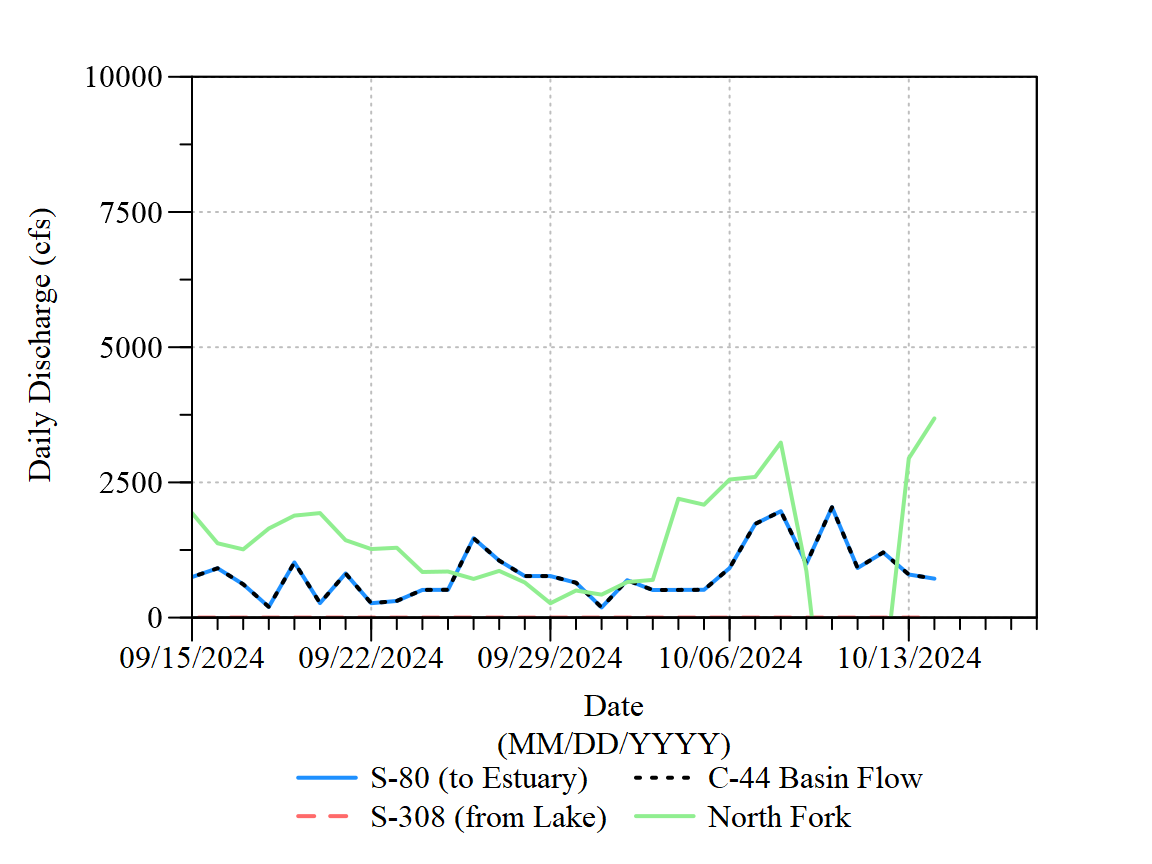 10000
7500
5000
2500
0
Daily Discharge (cfs)
09/15/2024 09/22/2024 09/29/2024 10/06/2024 10/13/2024
Date
(MM/DD/YYYY)
S-80 (to Estuary) C-44 Basin Flow
S-308 (from Lake) North Fork